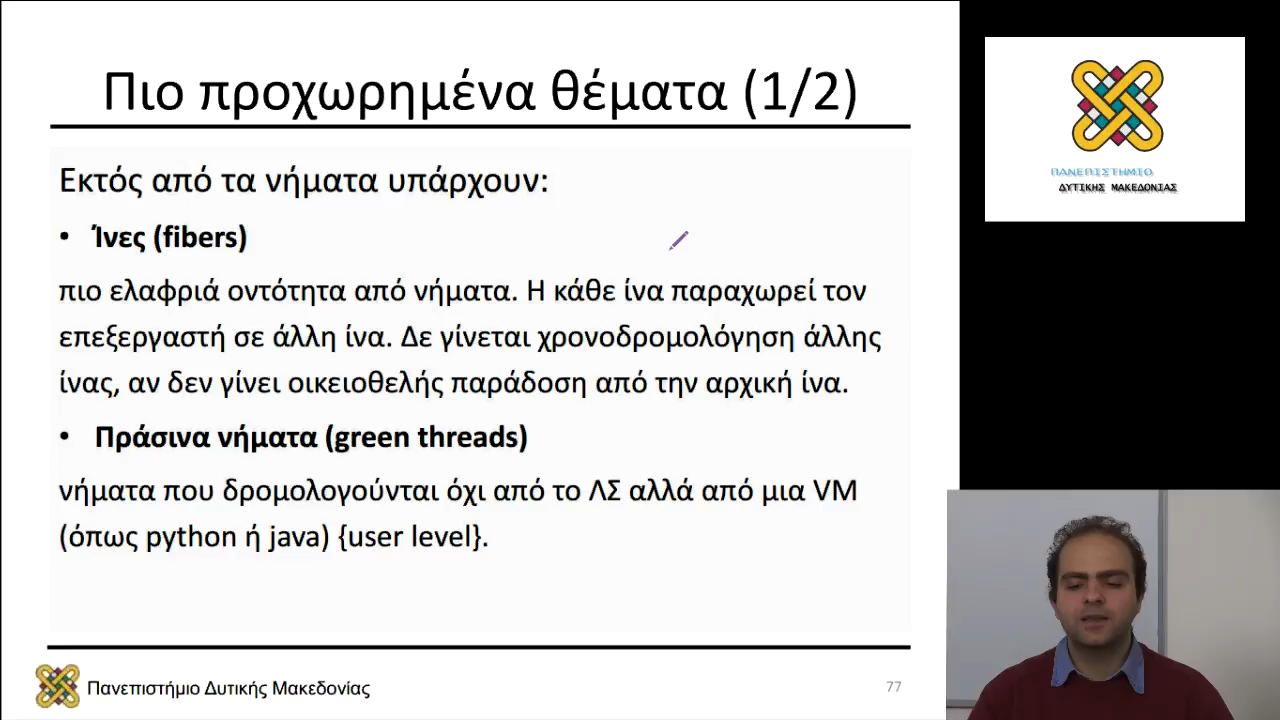 Πιο προχωρημένα θέματα (1/2)
Εκτός από τα νήματα υπάρχουν:
• Ίνες (fibers)
πιο ελαφριά οντότητα από νήματα. Η κάθε ίνα παραχωρεί τον
επεξεργαστή σε άλλη ίνα. Δε γίνεται χρονοδρομολόγηση άλλης
ίνας, αν δεν γίνει οικειοθελής παράδοση από την αρχική ίνα.
• Πράσινα νήματα (green threads)
νήματα που δρομολογούνται όχι από το ΛΣ αλλά από μια VM
(όπως python ή java) {user level}.
Πανεπιστήμιο Δυτικής Μακεδονίας
77
ΠΑΝΕΠΙΣΤΗΜΙΟ
ΔΥΤΙΚΗΣ ΜΑΚΕΔΟΝΙΑΣ